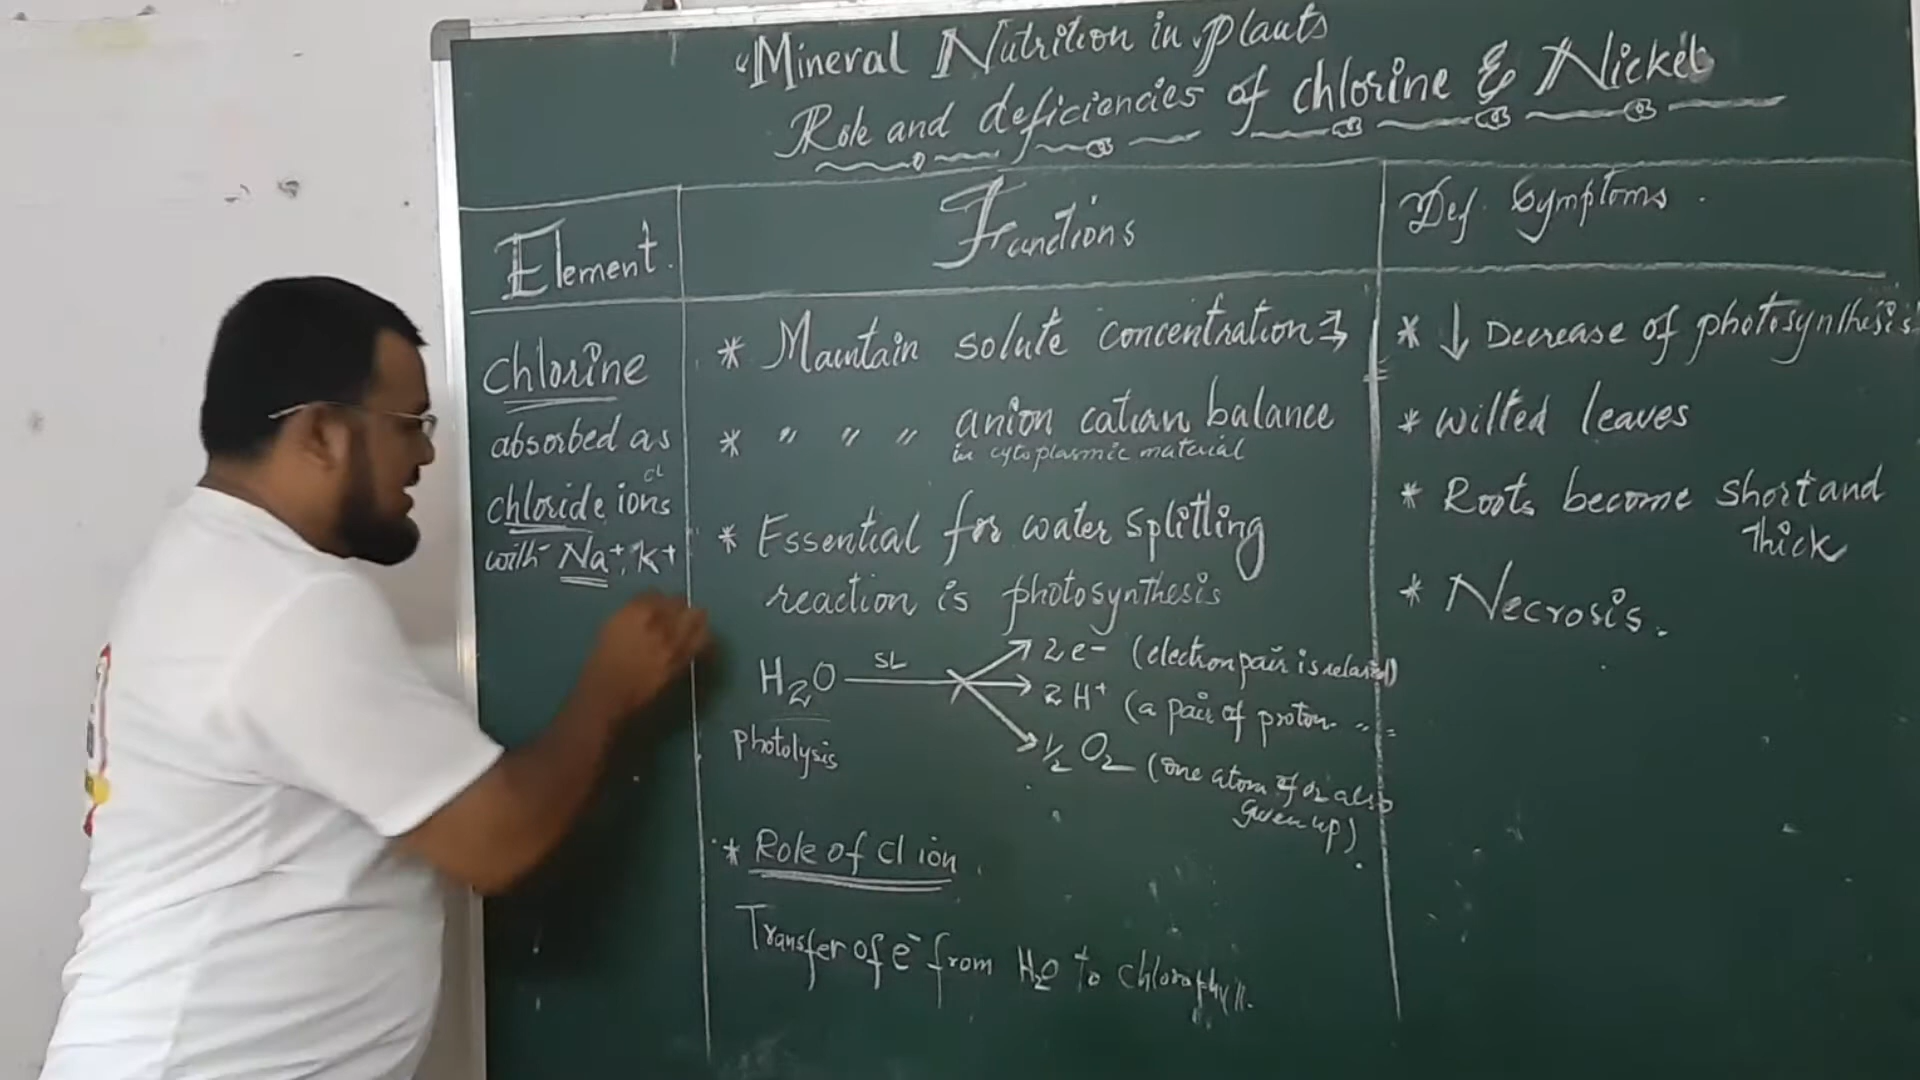 Mineral Nutrition in plants
Role and deficiencies of chlorine & Nickel
Element.
Functions
Def. Symptoms.
chlorine
absorbed as
cl
chloride ions
with Na+, K+
* Maintain solute concentration
* " " " anion cation balance
in cytoplasmic material
* Essential for water splitting
reaction is photosynthesis
H2O SL
2e- (electron pair is relased)
2H+ (a pair of proton " "
½ O2 (one atom of o2 also
given up)
photolysis
* Role of Cl ion
Transfer of e- from H2O to chlorophyll.
* ↓ Decrease of photosynthesis
* wilted leaves
* Roots become short and
thick
* Necrosis.